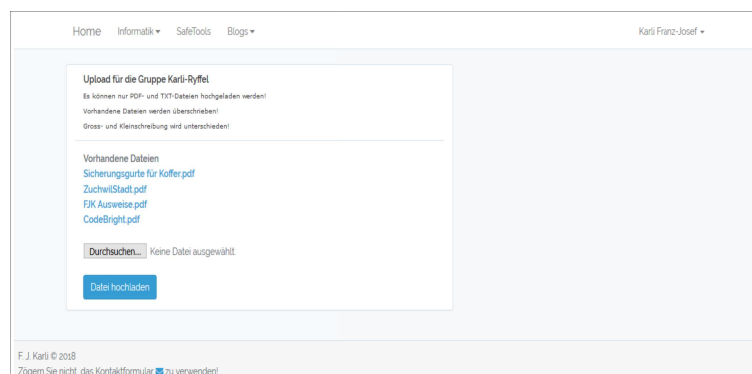 Home Informatik SafeTools Blogs Karli Franz-Josef
Upload für die Gruppe Karli-Ryffel
Es können nur PDF- und TXT-Dateien hochgeladen werden!
Vorhandene Dateien werden überschrieben!
Gross- und Kleinschreibung wird unterschieden!
Vorhandene Dateien
Sicherungsgurte für Koffer.pdf
ZuchwilStadt.pdf
FJK Ausweise.pdf
CodeBright.pdf
Durchsuchen... Keine Datei ausgewählt.
Datei hochladen
F. J. Karli © 2018
Zögern Sie nicht, das Kontaktformular zu verwenden!